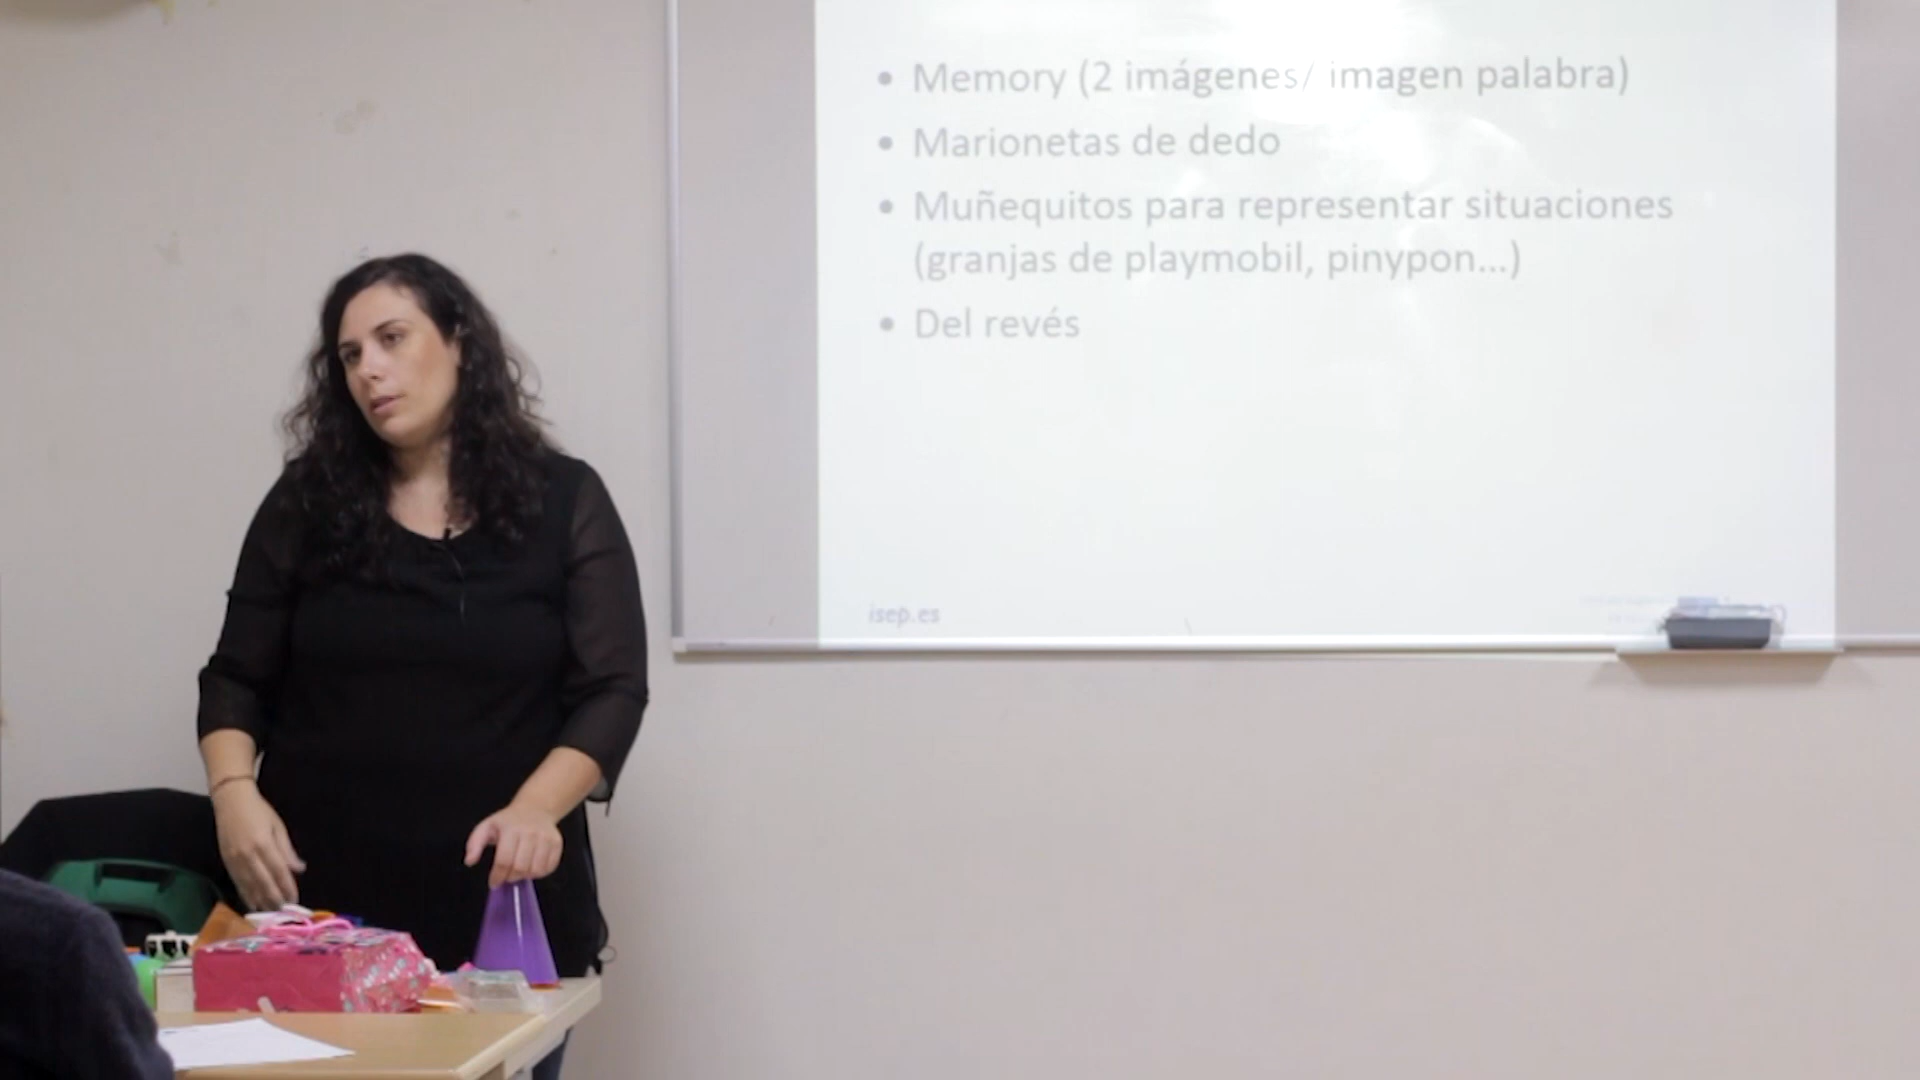 • Memory (2 imágenes/ imagen palabra)
• Marionetas de dedo
• Muñequitos para representar situaciones
(granjas de playmobil, pinypon...)
• Del revés
isep.es